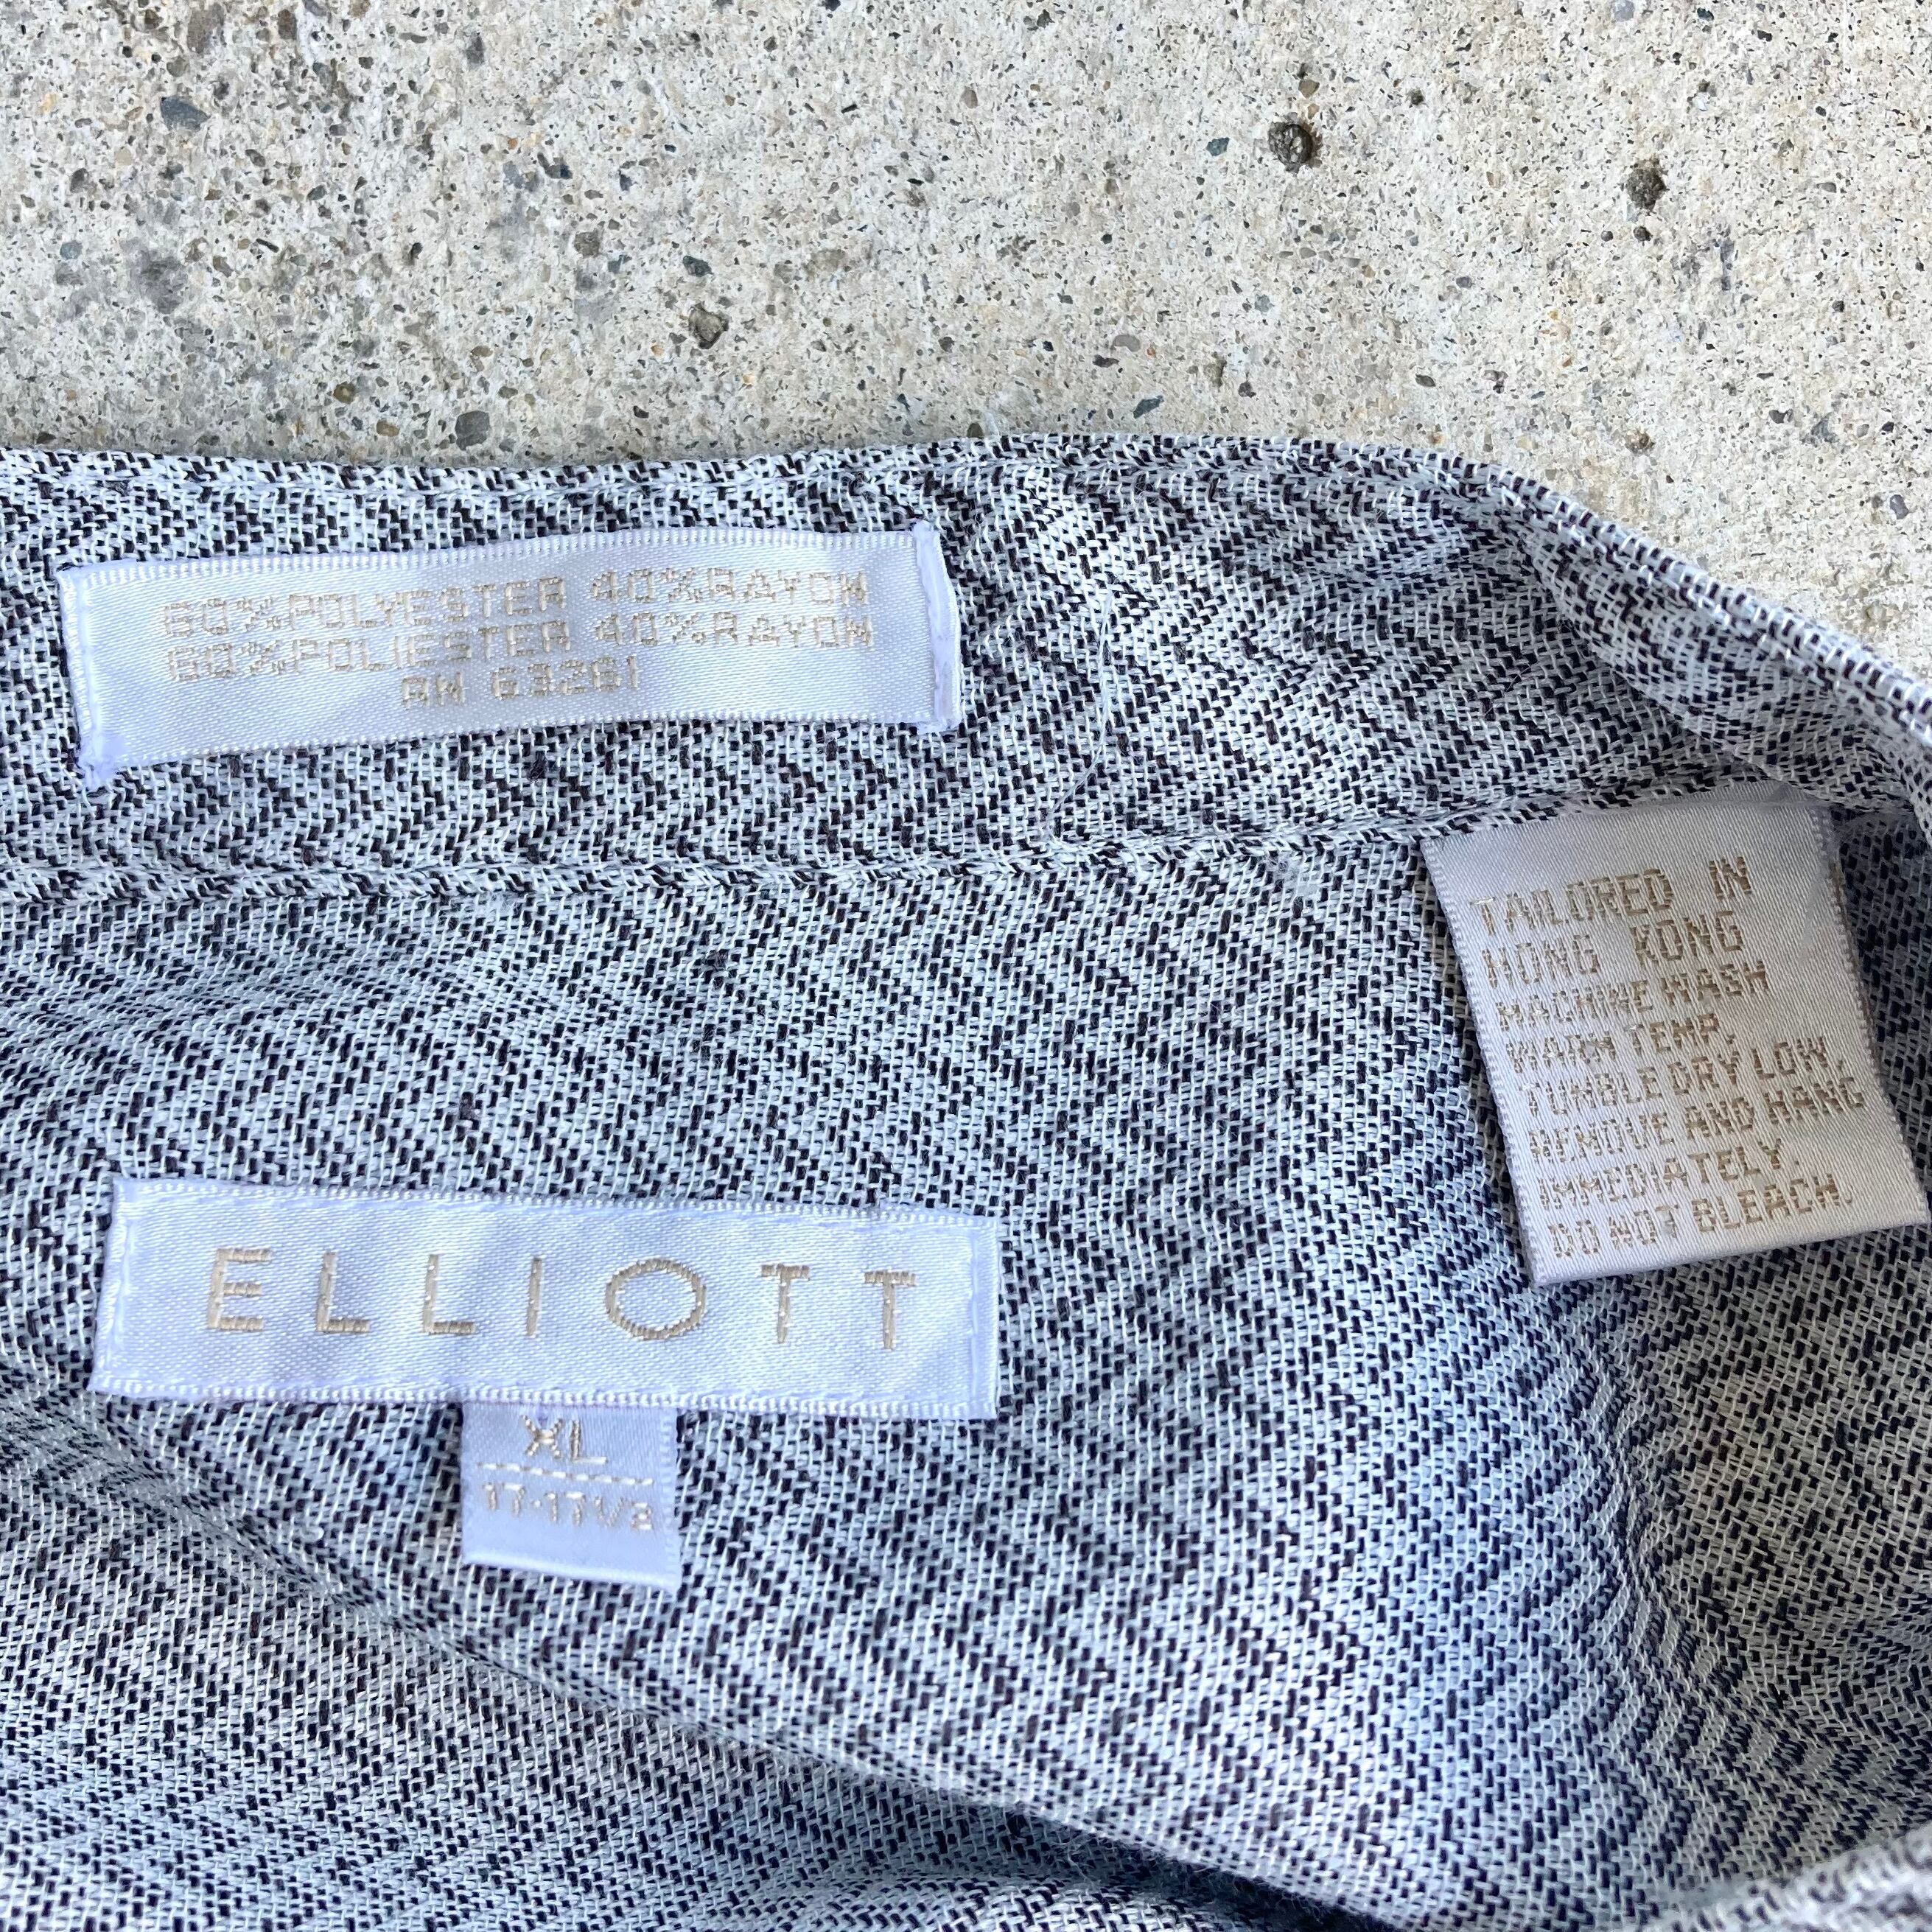 60%POLYESTER 40%RAYON
60%POLIESTER 40%RAYON
RN 63261
TAILORED IN
HONG KONG
MACHINE WASH
WARM TEMP.
TUMBLE DRY LOW,
REMOVE AND HANG
IMMEDIATELY.
DO NOT BLEACH.
ELLIOTT
XL
17-17 1/2